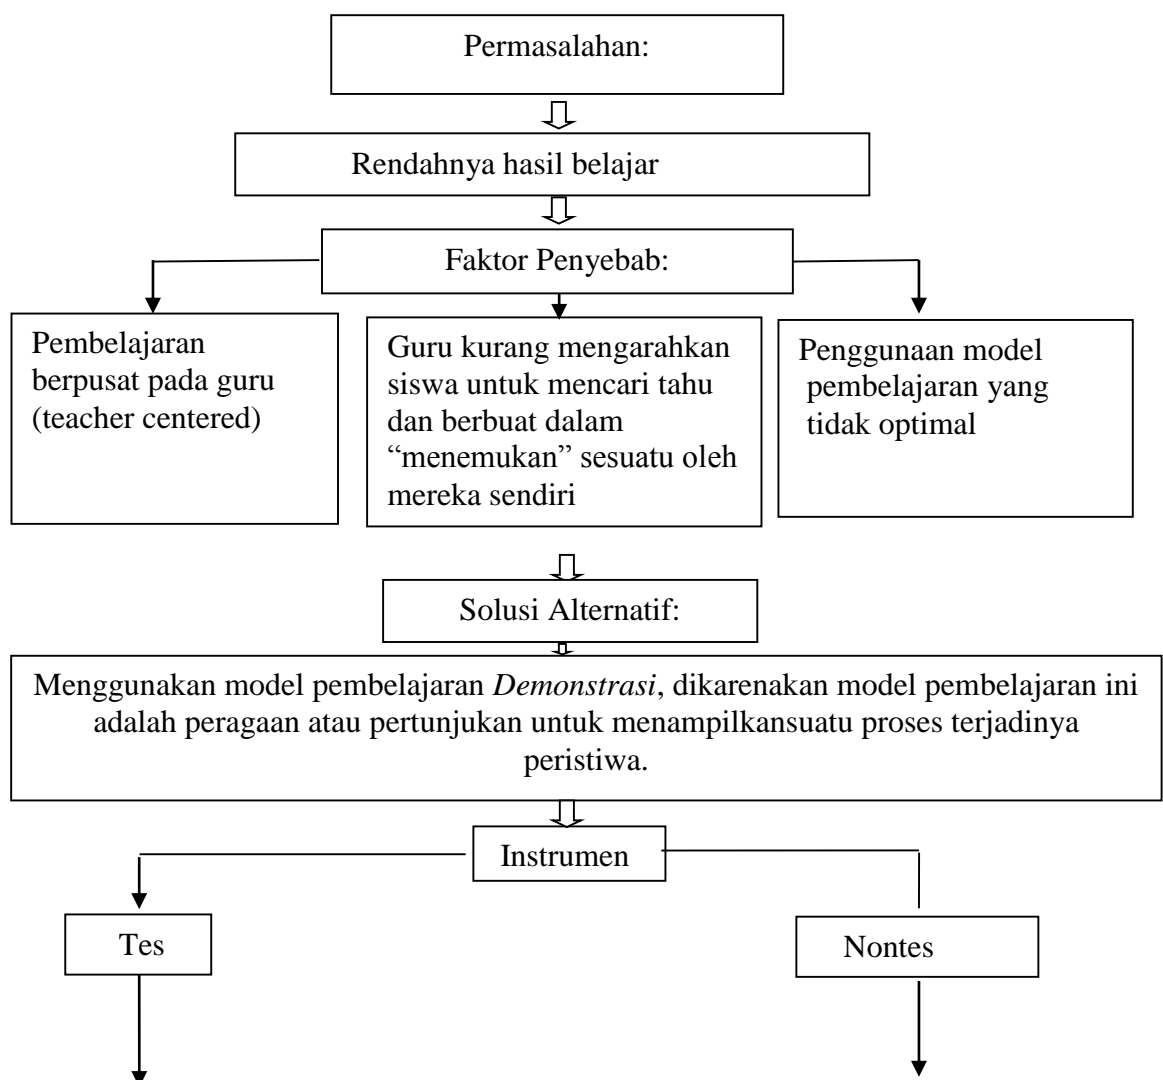 Permasalahan:
Rendahnya hasil belajar
Faktor Penyebab:
Pembelajaran
berpusat pada guru
(teacher centered)
Guru kurang mengarahkan
siswa untuk mencari tahu
dan berbuat dalam
“menemukan” sesuatu oleh
mereka sendiri
Penggunaan model
pembelajaran yang
tidak optimal
Solusi Alternatif:
Menggunakan model pembelajaran Demonstrasi, dikarenakan model pembelajaran ini
adalah peragaan atau pertunjukan untuk menampilkansuatu proses terjadinya
peristiwa.
Instrumen
Tes
Nontes